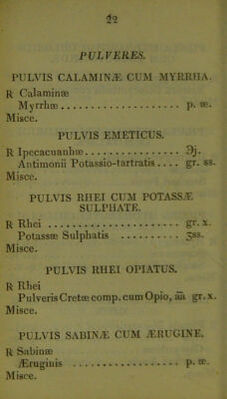 22
PULVERES.
PULVIS CALAMINÆ CUM MYRRHA.
R Calaminæ
Myrrhæ .................... p. æ.
Misce.
PULVIS EMETICUS.
R Ipecacuanhæ ................ ℈j.
Antimonii Potassio-tartratis .... gr. ss.
Misce.
PULVIS RHEI CUM POTASSÆ
SULPHATE.
R Rhei ...................... gr. x.
Potassæ Sulphatis .......... ʒss.
Misce.
PULVIS RHEI OPIATUS.
R Rhei
Pulveris Cretæ comp. cum Opio, āā gr. x.
Misce.
PULVIS SABINÆ CUM ÆRUGINE.
R Sabinæ
Æruginis .................. p. æ.
Misce.